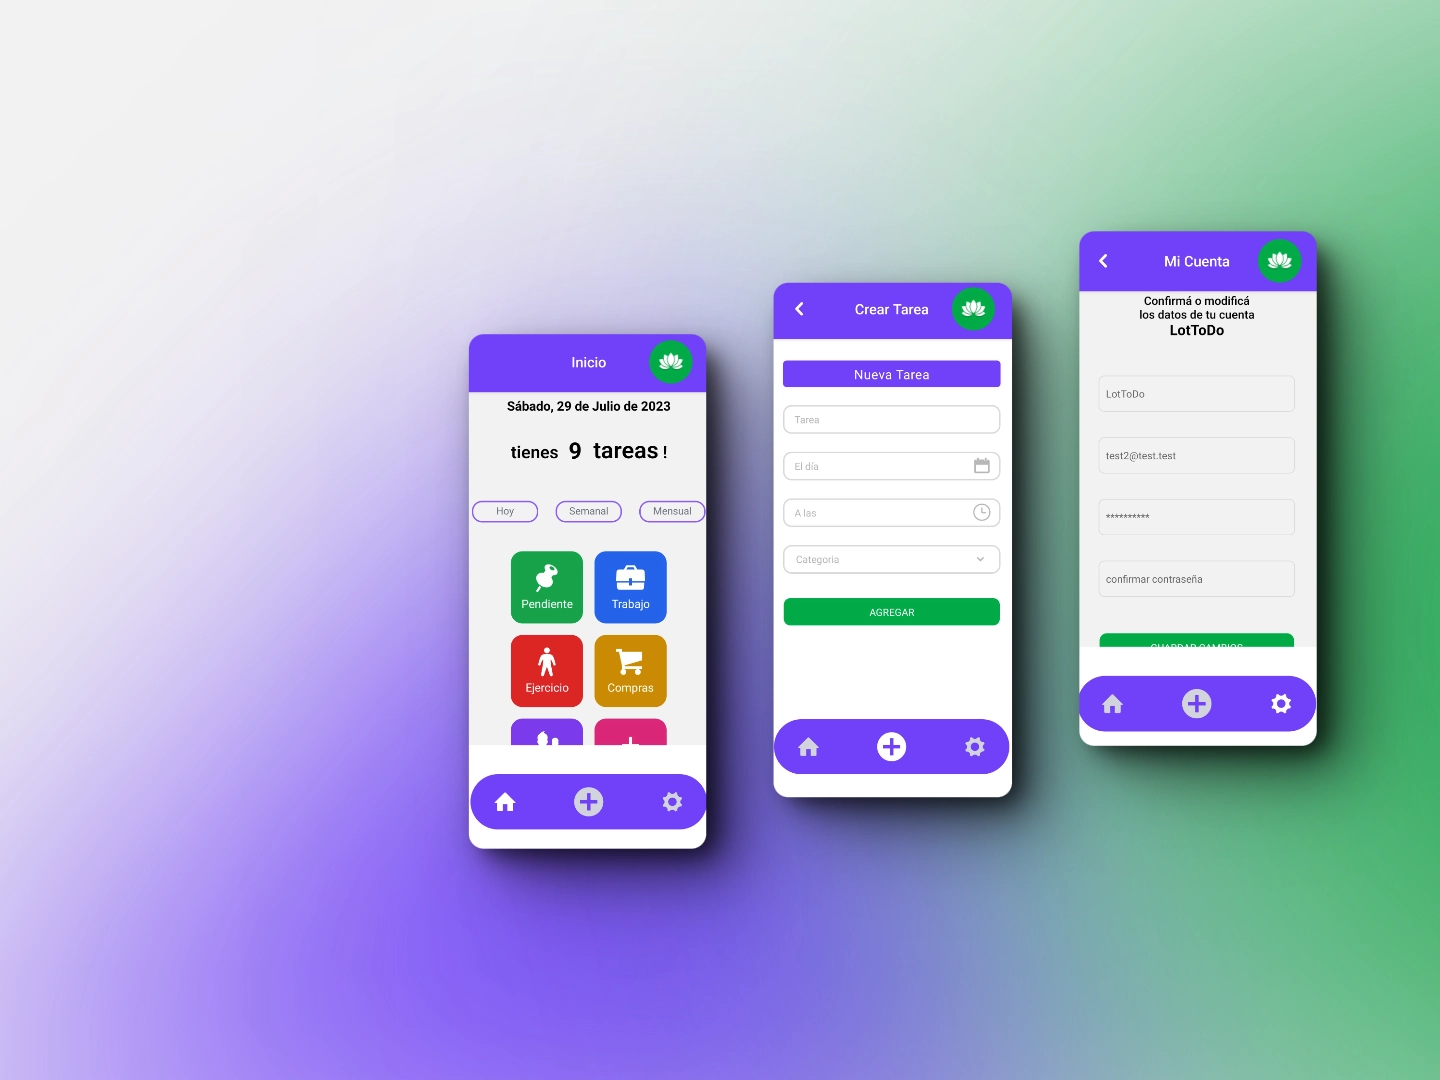 Inicio
Sábado, 29 de Julio de 2023
tienes 9 tareas !
Hoy
Semanal
Mensual
Pendiente
Trabajo
Ejercicio
Compras
Crear Tarea
Nueva Tarea
Tarea
El día
A las
Categoria
AGREGAR
Mi Cuenta
Confirmá o modificá
los datos de tu cuenta
LotToDo
LotToDo
test2@test.test
**********
confirmar contraseña
GUARDAR CAMBIOS